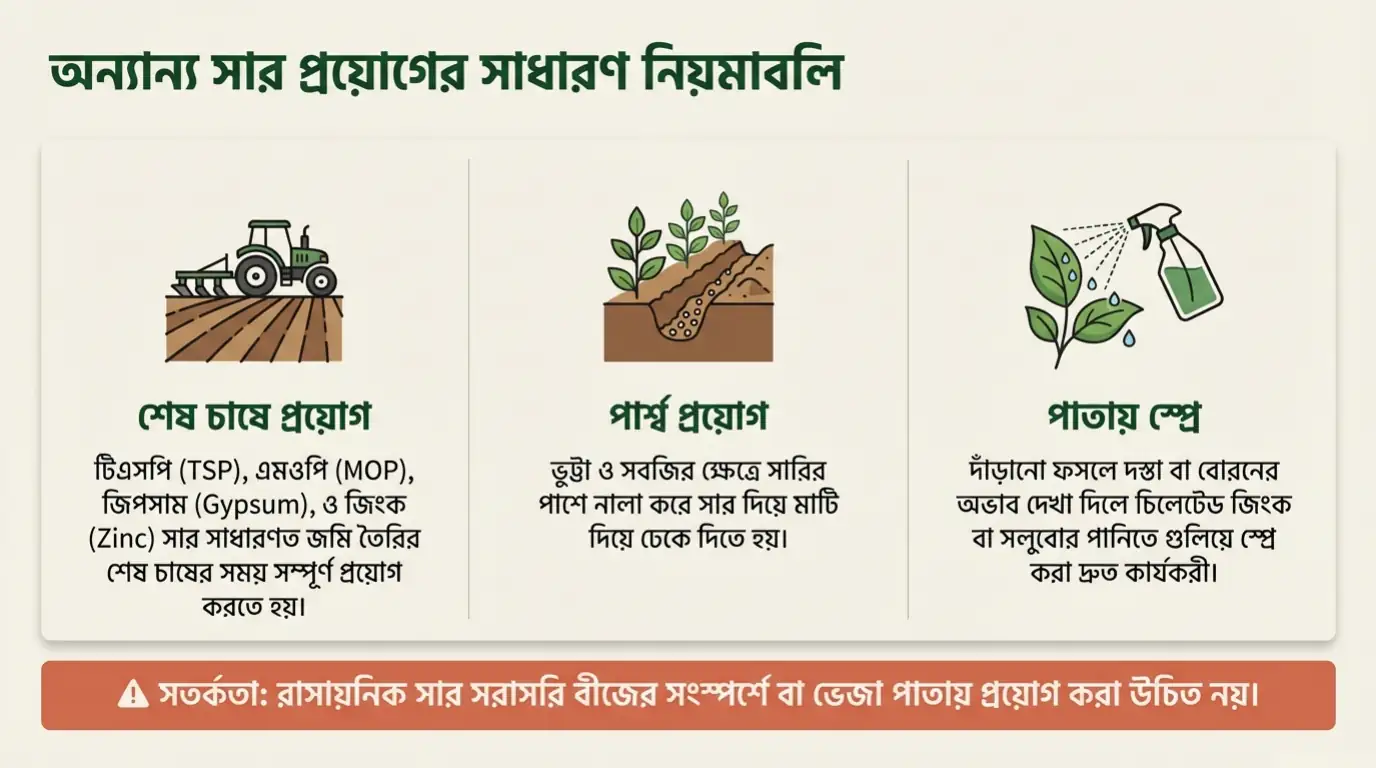 অন্যান্য সার প্রয়োগের সাধারণ নিয়মাবলি
শেষ চাষে প্রয়োগ
টিএসপি (TSP), এমওপি (MOP),
জিপসাম (Gypsum), ও জিংক
(Zinc) সার সাধারণত জমি তৈরির
শেষ চাষের সময় সম্পূর্ণ প্রয়োগ
করতে হয়।
পার্শ্ব প্রয়োগ
ভুট্টা ও সবজির ক্ষেত্রে সারির
পাশে নালা করে সার দিয়ে মাটি
দিয়ে ঢেকে দিতে হয়।
পাতায় স্প্রে
দাঁড়ানো ফসলে দস্তা বা বোরনের
অভাব দেখা দিলে চিলেটেড জিংক
বা সলুবোর পানিতে গুলিয়ে স্প্রে
করা দ্রুত কার্যকরী।
সতর্কতা: রাসায়নিক সার সরাসরি বীজের সংস্পর্শে বা ভেজা পাতায় প্রয়োগ করা উচিত নয়।